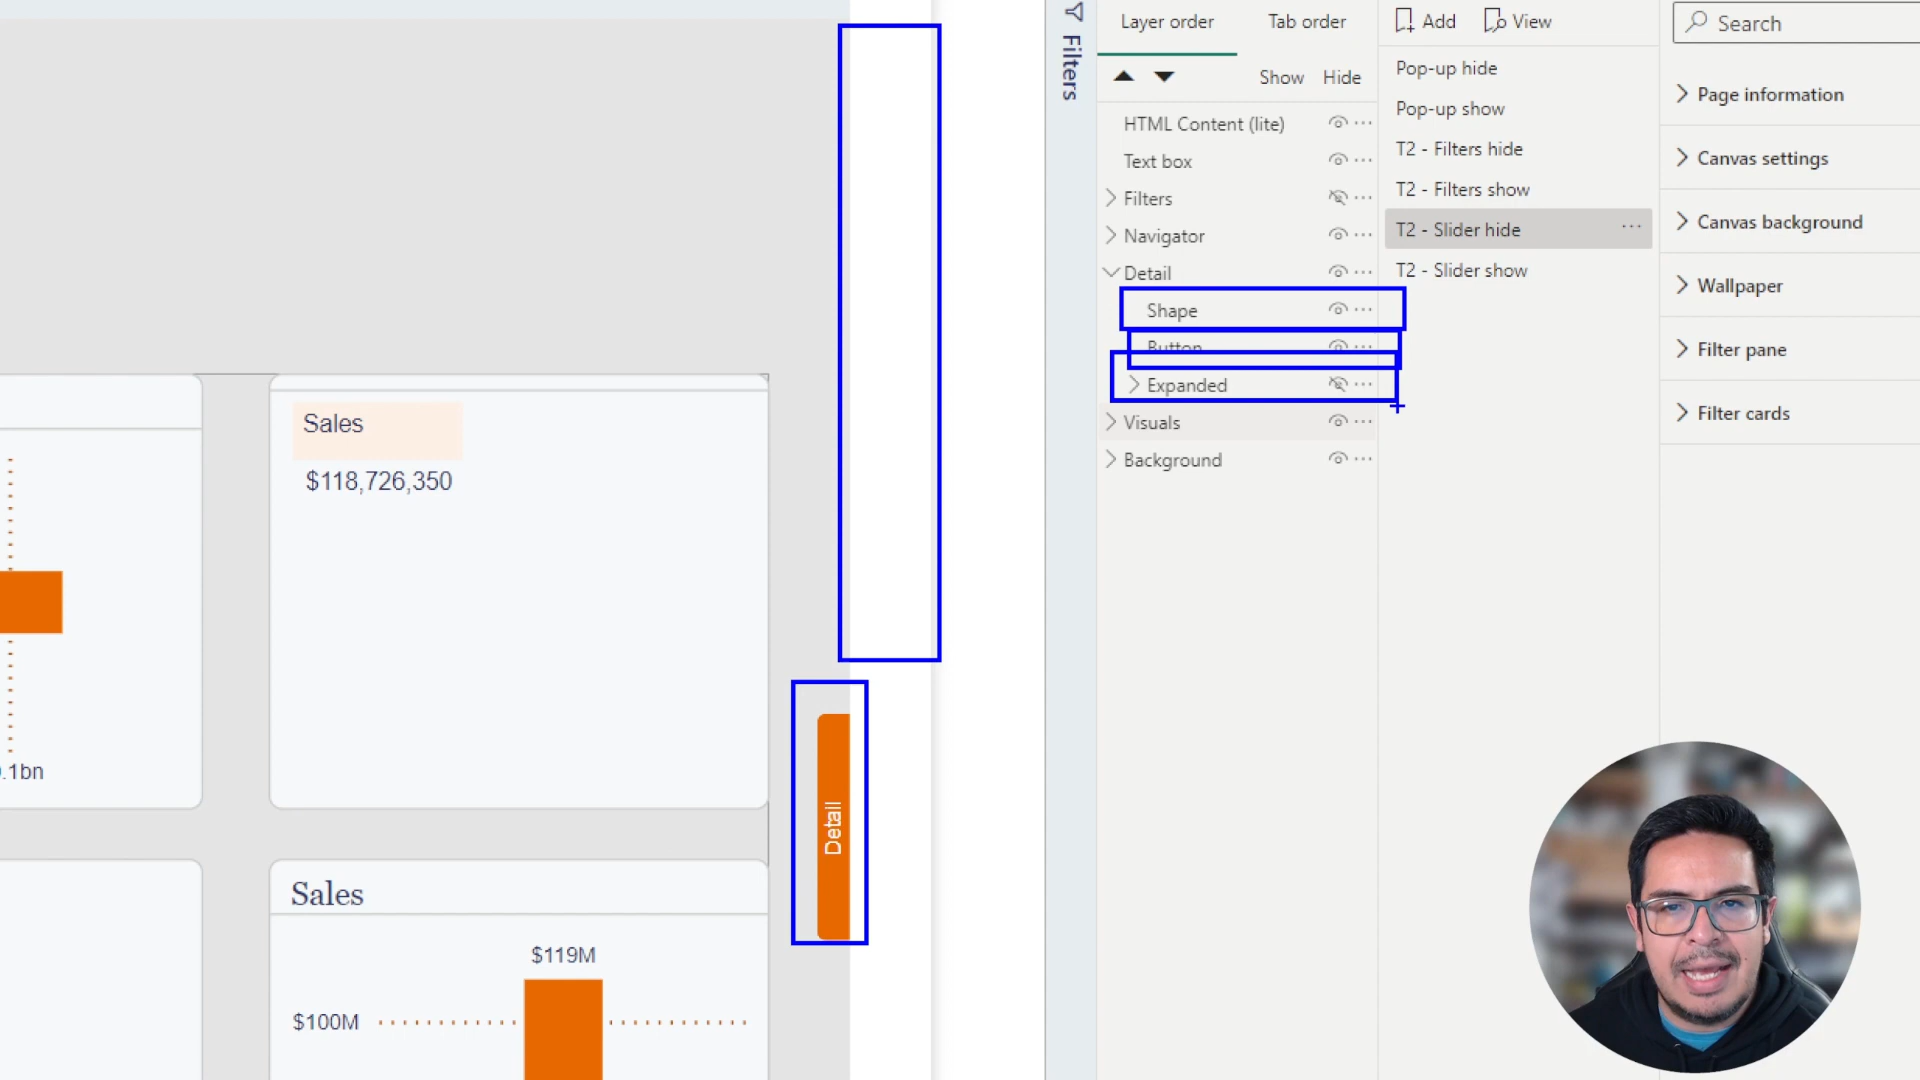 Sales
$118,726,350
.1bn
Detail
Sales
$119M
$100M
Filters
Layer order
Tab order
Show
Hide
HTML Content (lite)
Text box
Filters
Navigator
Detail
Shape
Button
Expanded
Visuals
Background
Add
View
Pop-up hide
Pop-up show
T2 - Filters hide
T2 - Filters show
T2 - Slider hide
T2 - Slider show
Search
Page information
Canvas settings
Canvas background
Wallpaper
Filter pane
Filter cards